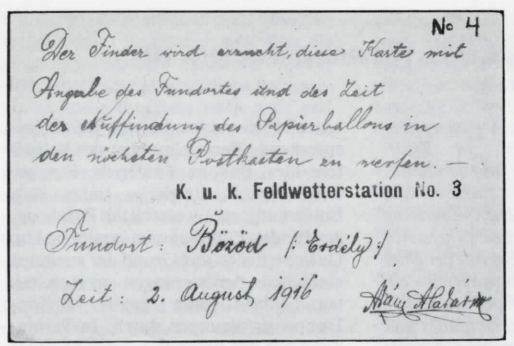 No 4
Der Finder wird ersucht, diese Karte mit
Angabe des Fundortes und des Zeit
der Auffindung des Papierballons in
den nächsten Postkasten zu werfen. —
K. u. k. Feldwetterstation No. 3
Fundort: Bözöd /: Erdély :/
Zeit: 2. August 1916